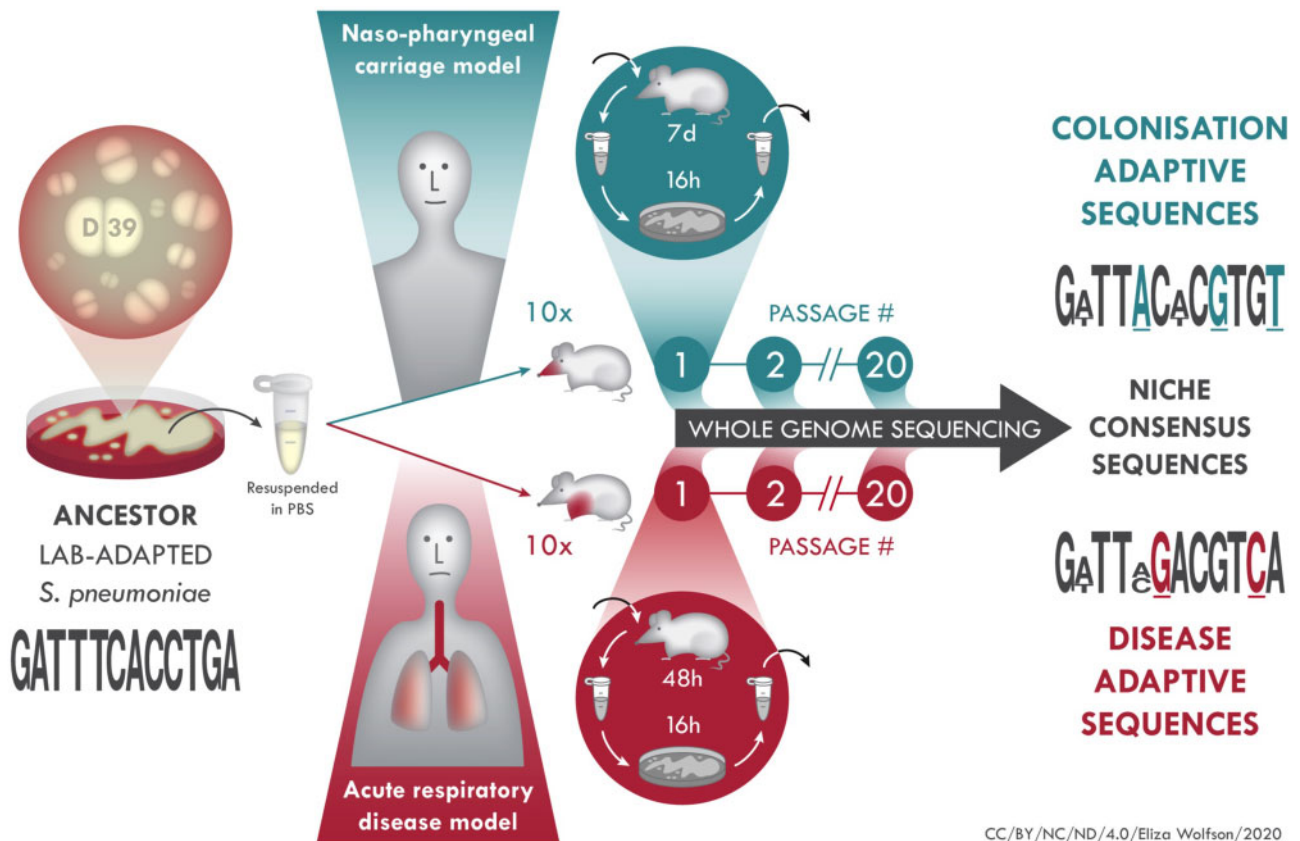 Naso-pharyngeal
carriage model
D 39
ANCESTOR
LAB-ADAPTED
S. pneumoniae
GATTTCACCTGA
Resuspended
in PBS
10x
7d
16h
PASSAGE #
1
2
//
20
WHOLE GENOME SEQUENCING
10x
1
2
//
20
PASSAGE #
48h
16h
Acute respiratory
disease model
COLONISATION
ADAPTIVE
SEQUENCES
NICHE
CONSENSUS
SEQUENCES
DISEASE
ADAPTIVE
SEQUENCES
CC/BY/NC/ND/4.0/Eliza Wolfson/2020